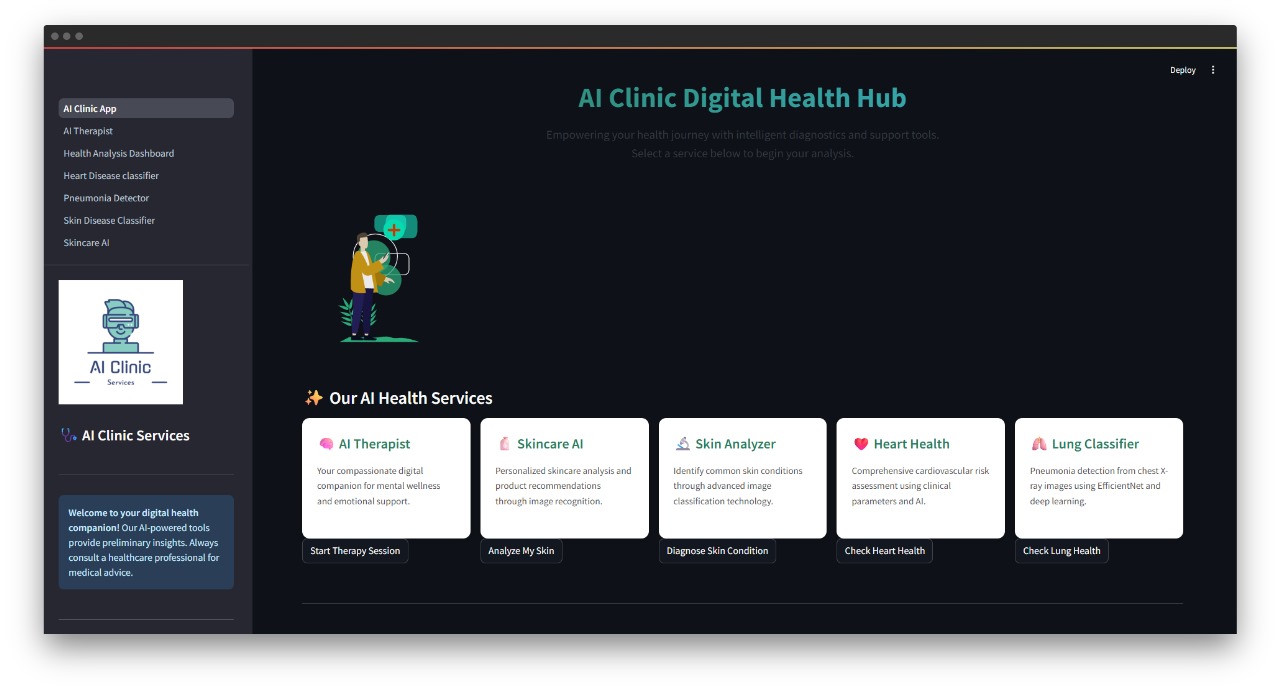 Deploy
AI Clinic App
AI Therapist
Health Analysis Dashboard
Heart Disease classifier
Pneumonia Detector
Skin Disease Classifier
Skincare AI
AI Clinic
Services
AI Clinic Services
Welcome to your digital health
companion! Our AI-powered tools
provide preliminary insights. Always
consult a healthcare professional for
medical advice.
AI Clinic Digital Health Hub
Empowering your health journey with intelligent diagnostics and support tools.
Select a service below to begin your analysis.
Our AI Health Services
AI Therapist
Your compassionate digital
companion for mental wellness
and emotional support.
Start Therapy Session
Skincare AI
Personalized skincare analysis and
product recommendations
through image recognition.
Analyze My Skin
Skin Analyzer
Identify common skin conditions
through advanced image
classification technology.
Diagnose Skin Condition
Heart Health
Comprehensive cardiovascular risk
assessment using clinical
parameters and AI.
Check Heart Health
Lung Classifier
Pneumonia detection from chest X-
ray images using EfficientNet and
deep learning.
Check Lung Health